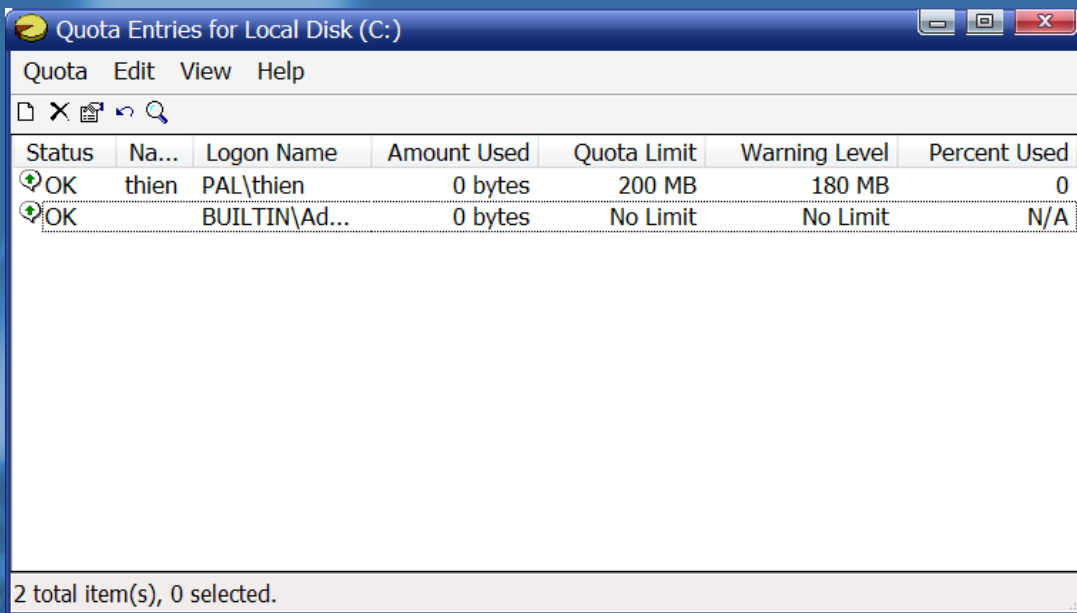 Quota Entries for Local Disk (C:)
Quota Edit View Help
Status Na... Logon Name Amount Used Quota Limit Warning Level Percent Used
OK thien PAL\thien 0 bytes 200 MB 180 MB 0
OK BUILTIN\Ad... 0 bytes No Limit No Limit N/A
2 total item(s), 0 selected.